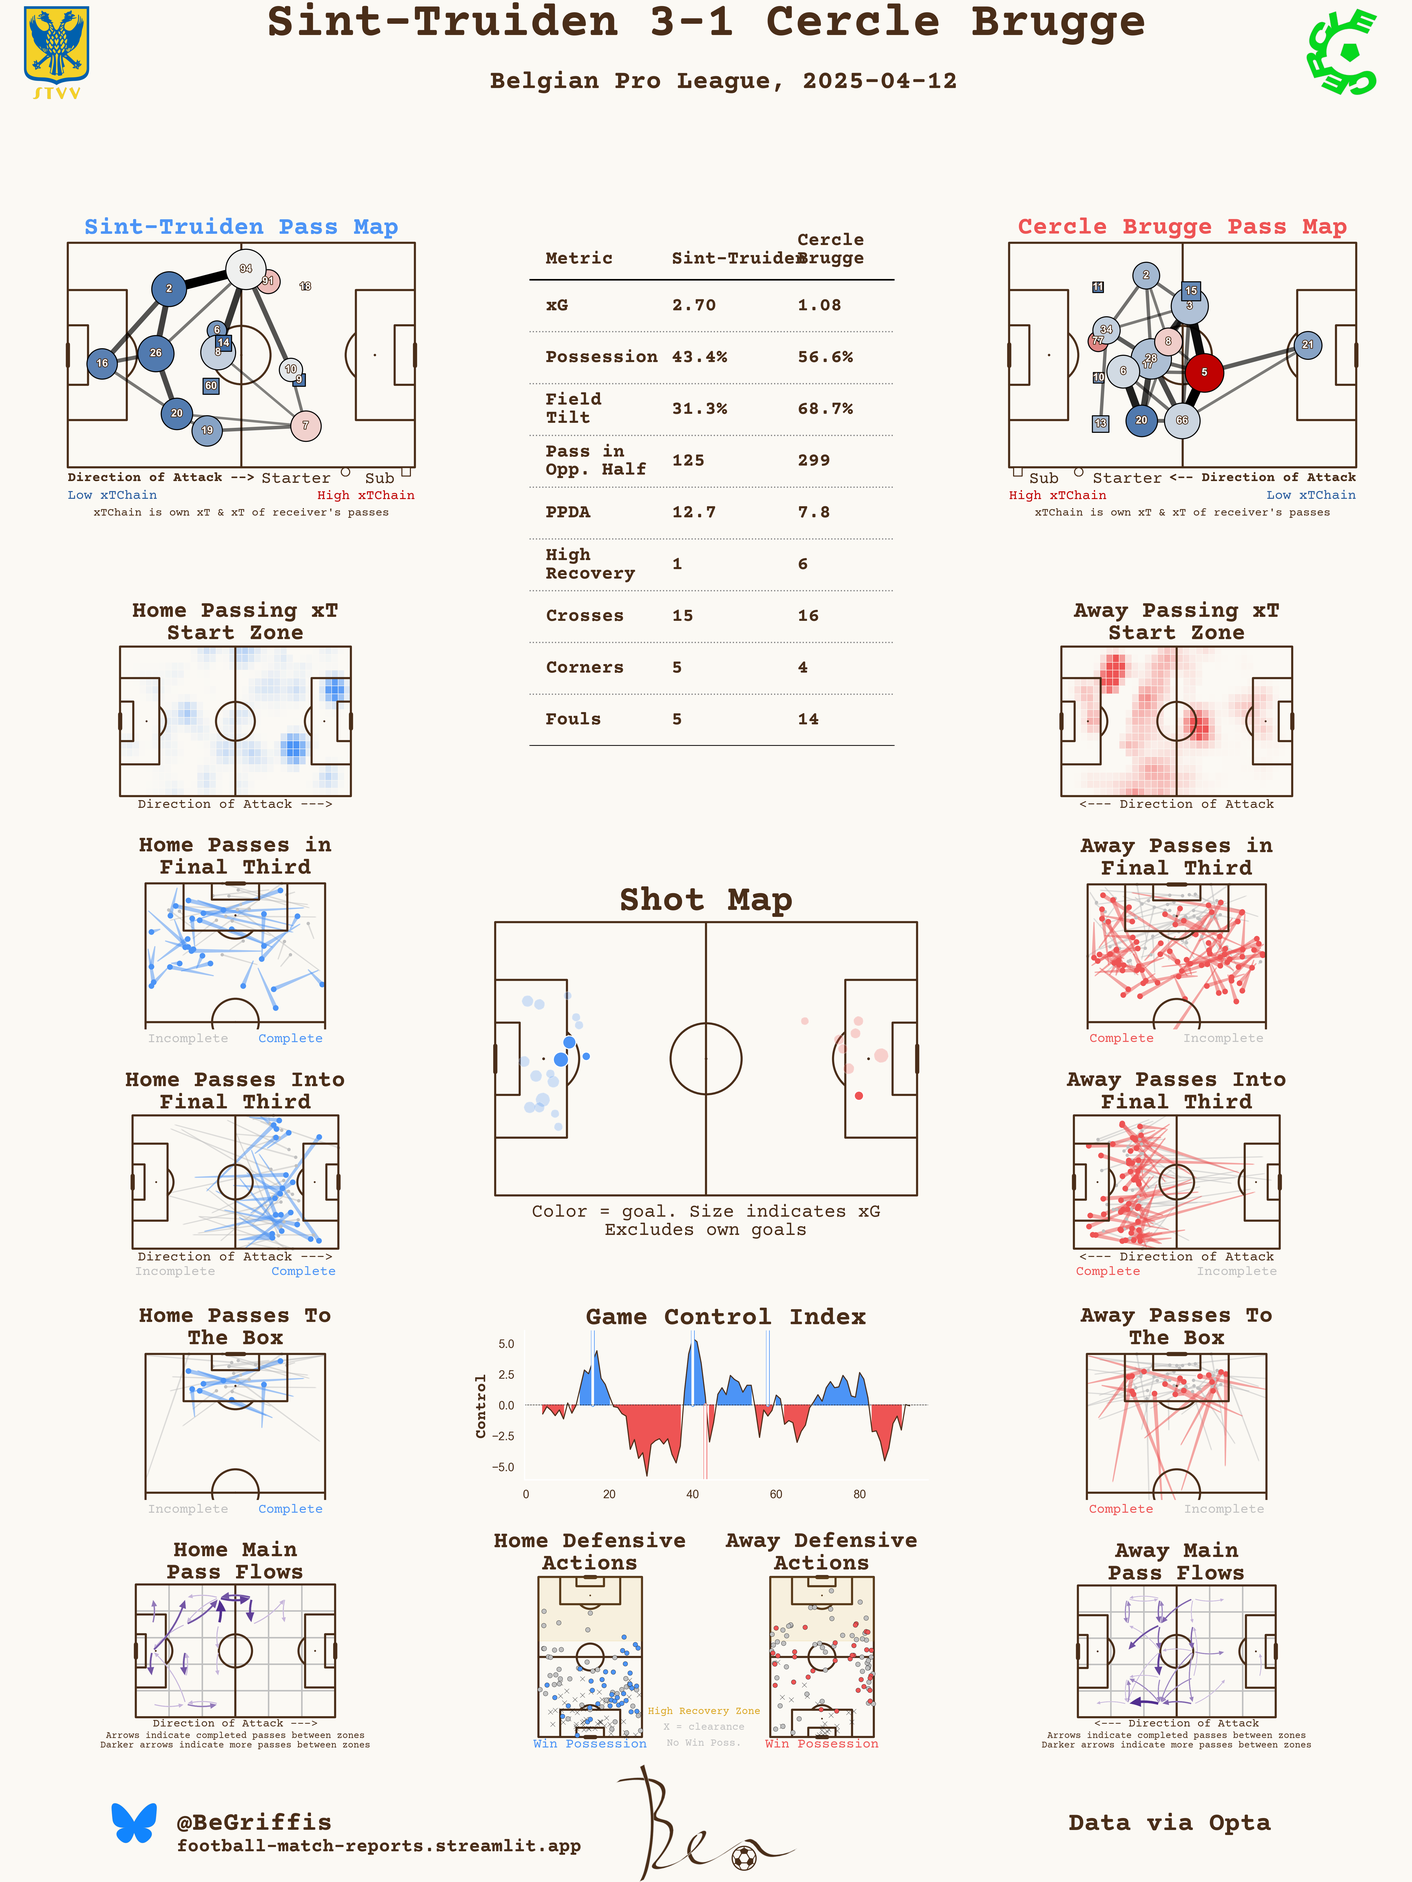 Sint-Truiden 3-1 Cercle Brugge
Belgian Pro League, 2025-04-12
STVV
CERCLE
Sint-Truiden Pass Map
94
91
18
2
6
14
8
26
16
10
9
60
20
19
7
Direction of Attack --> Starter Sub
Low xTChain High xTChain
xTChain is own xT & xT of receiver's passes
Metric Sint-Truiden Cercle Brugge
xG 2.70 1.08
Possession 43.4% 56.6%
Field Tilt 31.3% 68.7%
Pass in Opp. Half 125 299
PPDA 12.7 7.8
High Recovery 1 6
Crosses 15 16
Corners 5 4
Fouls 5 14
Cercle Brugge Pass Map
2
11
15
3
34
77
8
21
28
17
6
5
10
13
20
66
Sub Starter <-- Direction of Attack
High xTChain Low xTChain
xTChain is own xT & xT of receiver's passes
Home Passing xT
Start Zone
Direction of Attack --->
Away Passing xT
Start Zone
<--- Direction of Attack
Home Passes in
Final Third
Incomplete Complete
Away Passes in
Final Third
Complete Incomplete
Shot Map
Color = goal. Size indicates xG
Excludes own goals
Home Passes Into
Final Third
Direction of Attack --->
Incomplete Complete
Away Passes Into
Final Third
<--- Direction of Attack
Complete Incomplete
Home Passes To
The Box
Incomplete Complete
Game Control Index
Control
5.0
2.5
0.0
−2.5
−5.0
0 20 40 60 80
Away Passes To
The Box
Complete Incomplete
Home Main
Pass Flows
Direction of Attack --->
Arrows indicate completed passes between zones
Darker arrows indicate more passes between zones
Home Defensive
Actions
Win Possession
High Recovery Zone
X = clearance
No Win Poss.
Away Defensive
Actions
Win Possession
Away Main
Pass Flows
<--- Direction of Attack
Arrows indicate completed passes between zones
Darker arrows indicate more passes between zones
@BeGriffis
football-match-reports.streamlit.app
Ben
Data via Opta